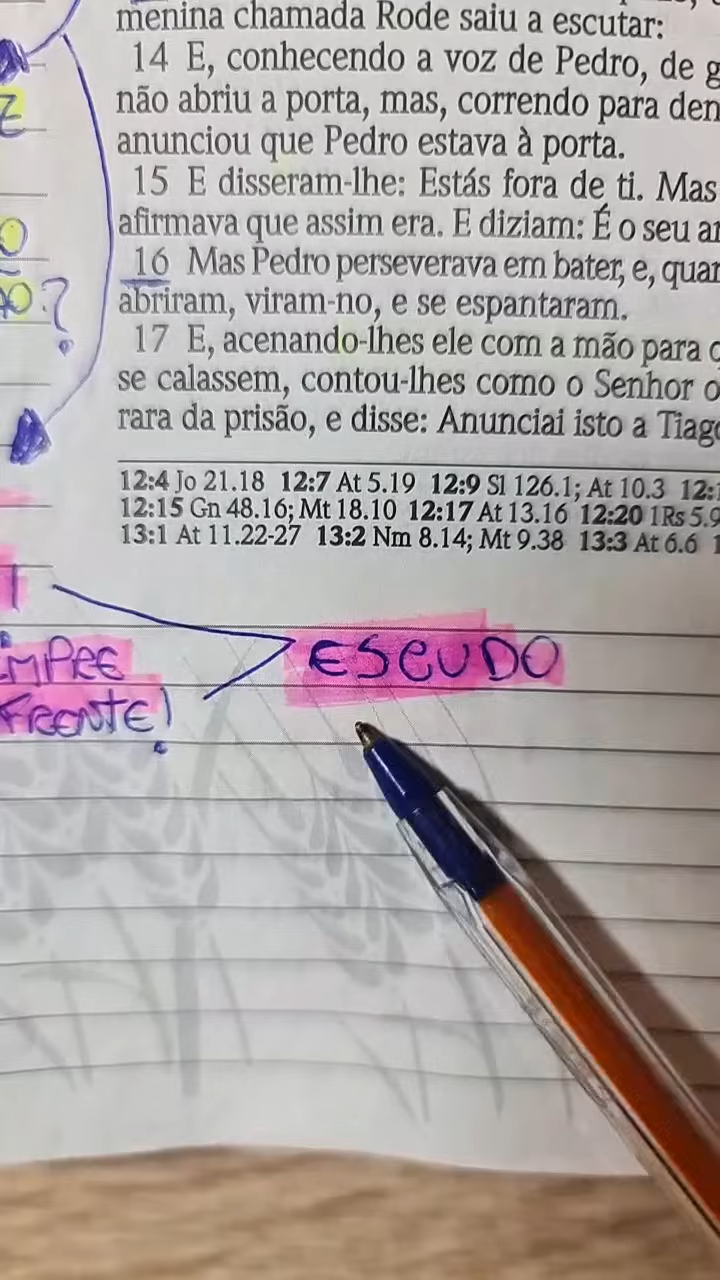 menina chamada Rode saiu a escutar:
14 E, conhecendo a voz de Pedro, de
não abriu a porta, mas, correndo para
anunciou que Pedro estava à porta.
15 E disseram-lhe: Estás fora de ti. Mas
afirmava que assim era. E diziam: É o seu
16 Mas Pedro perseverava em bater, e,
abriram, viram-no, e se espantaram.
17 E, acenando-lhes ele com a mão para
se calassem, contou-lhes como o Senhor o
rara da prisão, e disse: Anunciai isto a
12:4 Jo 21.18 12:7 At 5.19 12:9 Sl 126.1; At 10.3
12:15 Gn 48.16; Mt 18.10 12:17 At 13.16 12:20 1Rs 5.9
13:1 At 11.22-27 13:2 Nm 8.14; Mt 9.38 13:3 At 6.6
ESCUDO
FRENTE!